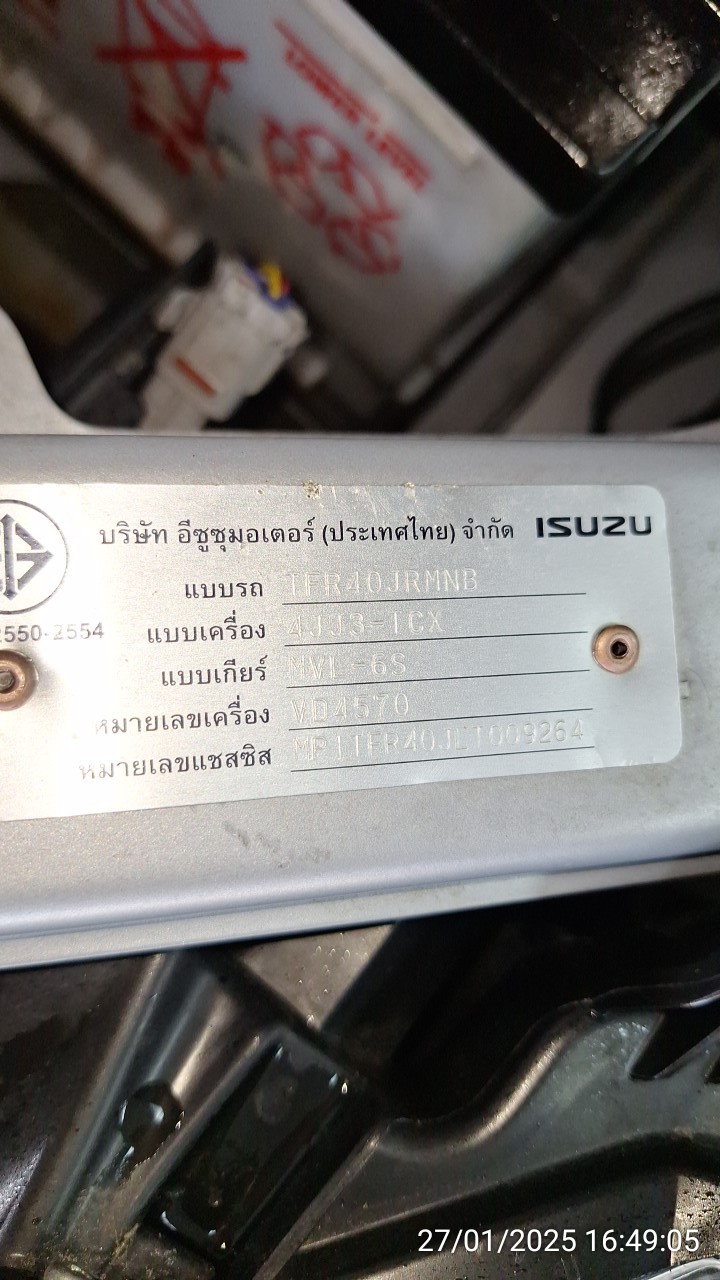 บริษัท อีซูซุมอเตอร์ (ประเทศไทย) จำกัด ISUZU
แบบรถ TFR40JRMNB
2550-2554 แบบเครื่อง 4JJ3-TCX
แบบเกียร์ MVL-6S
หมายเลขเครื่อง VD4570
หมายเลขแชสซิส MP1TFR40JLT009264
27/01/2025 16:49:05